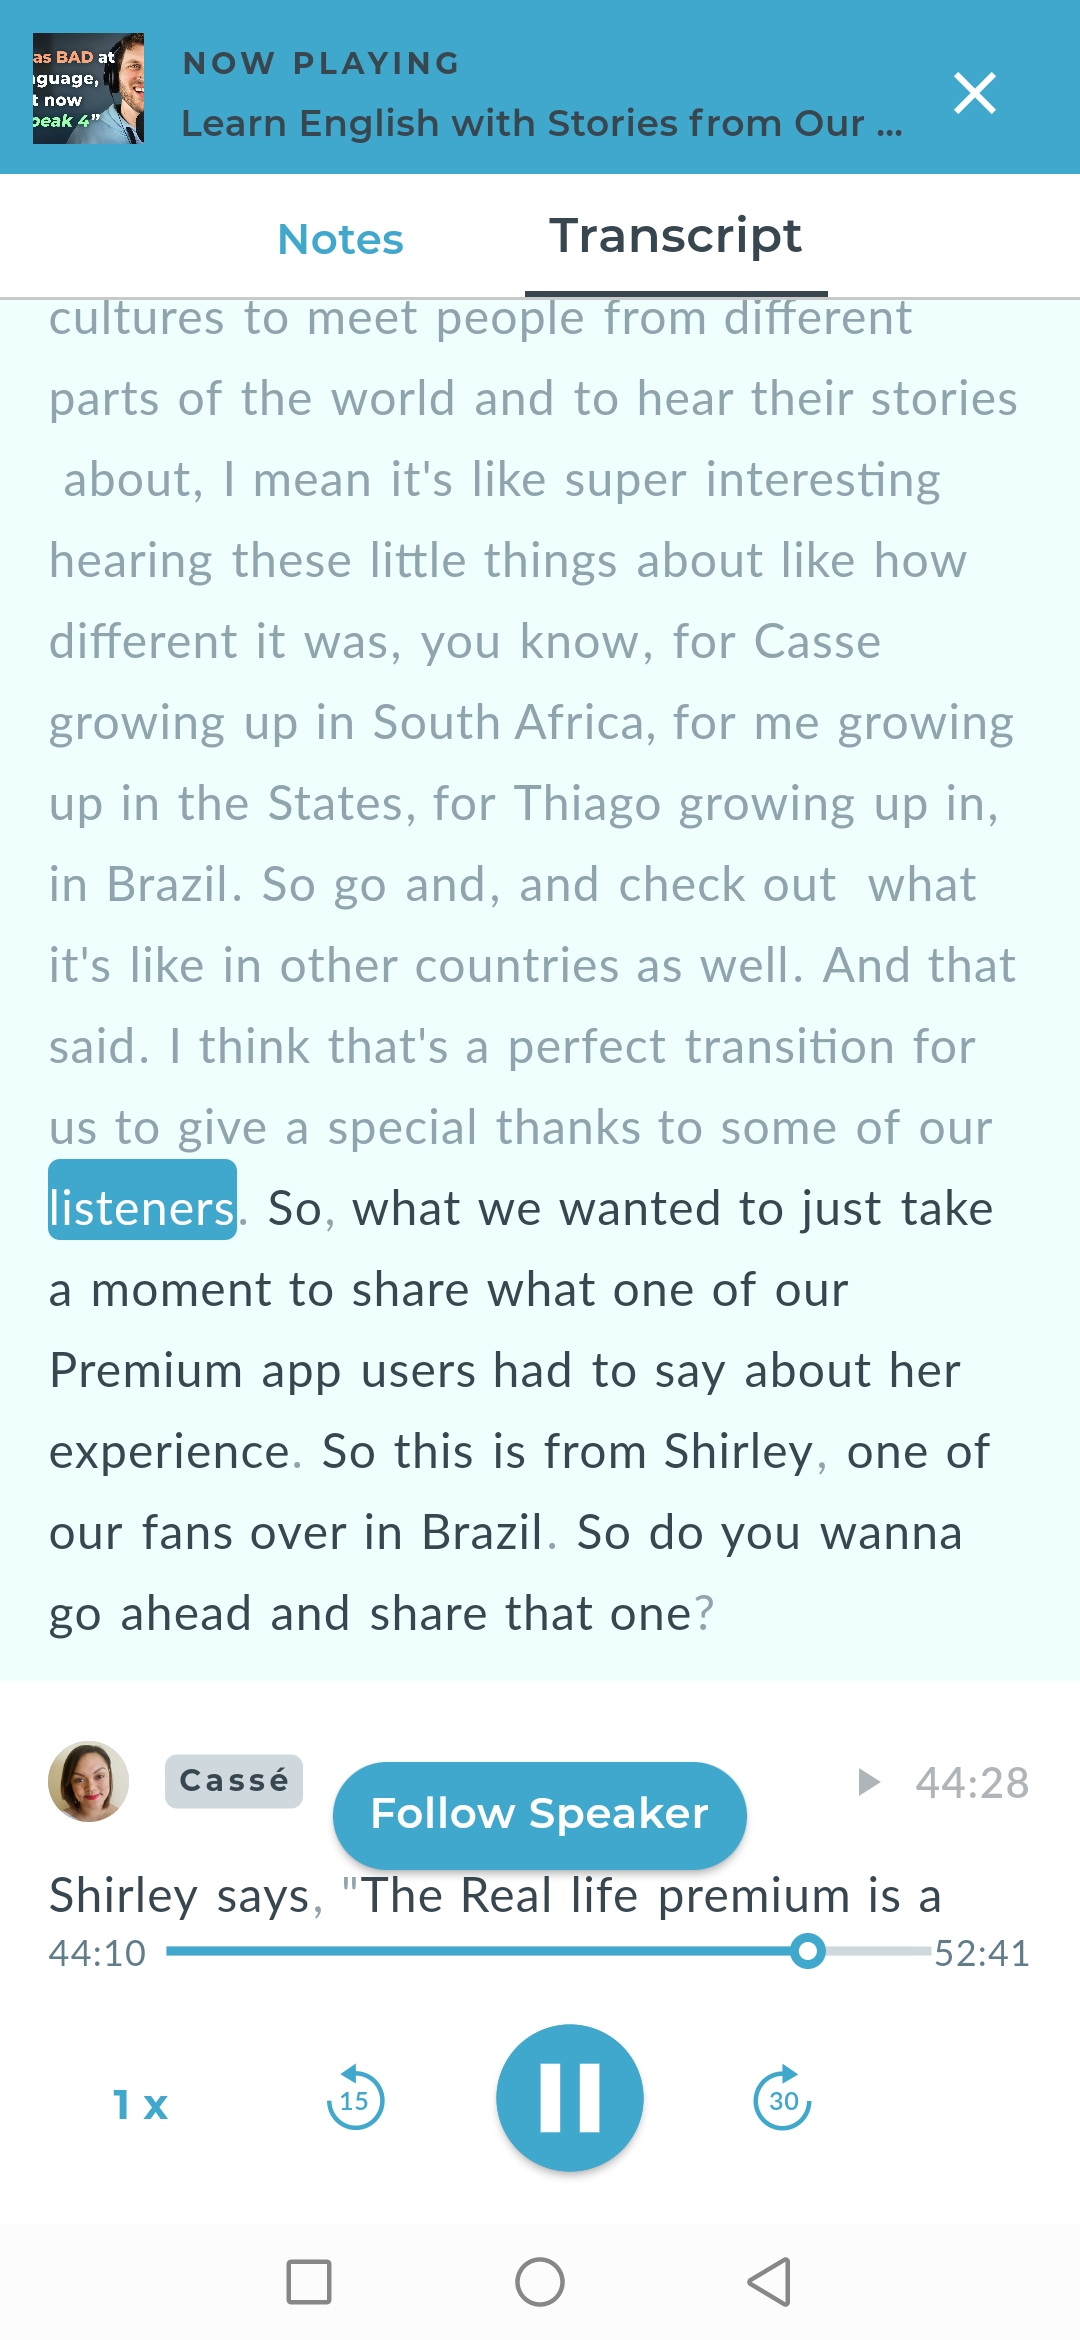 as BAD at
nguage,
t now
peak 4"
NOW PLAYING
Learn English with Stories from Our ...
Notes
Transcript
cultures to meet people from different
parts of the world and to hear their stories
about, I mean it's like super interesting
hearing these little things about like how
different it was, you know, for Casse
growing up in South Africa, for me growing
up in the States, for Thiago growing up in,
in Brazil. So go and, and check out what
it's like in other countries as well. And that
said. I think that's a perfect transition for
us to give a special thanks to some of our
listeners. So, what we wanted to just take
a moment to share what one of our
Premium app users had to say about her
experience. So this is from Shirley, one of
our fans over in Brazil. So do you wanna
go ahead and share that one?
Cassé
44:28
Follow Speaker
Shirley says, "The Real life premium is a
44:10
52:41
1 x
15
30